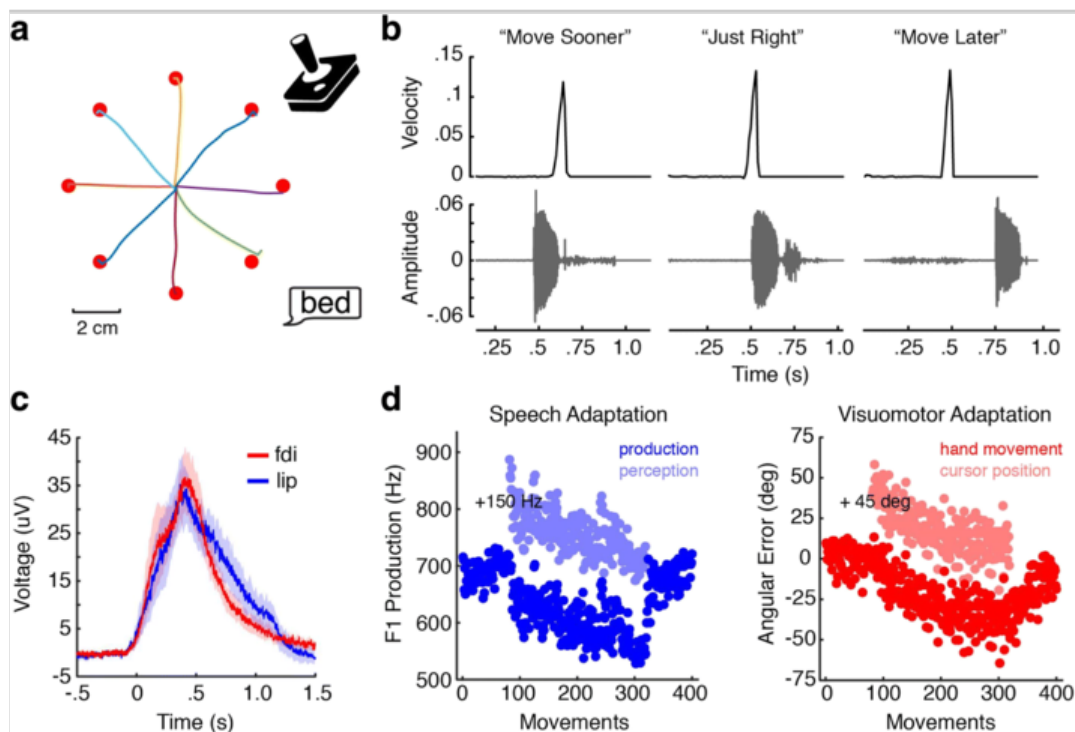 a
bed
2 cm
b
"Move Sooner" "Just Right" "Move Later"
Velocity
.15
.1
.05
0
Amplitude
.06
0
-.06
.25 .5 .75 1.0 .25 .5 .75 1.0 .25 .5 .75 1.0
Time (s)
c
Voltage (uV)
45
35
25
15
5
-5
fdi
lip
-.5 0 .5 1.0 1.5
Time (s)
d
Speech Adaptation
F1 Production (Hz)
900
800
700
600
500
production
perception
+150 Hz
0 100 200 300 400
Movements
Visuomotor Adaptation
Angular Error (deg)
75
50
25
0
-25
-50
-75
hand movement
cursor position
+ 45 deg
0 100 200 300 400
Movements